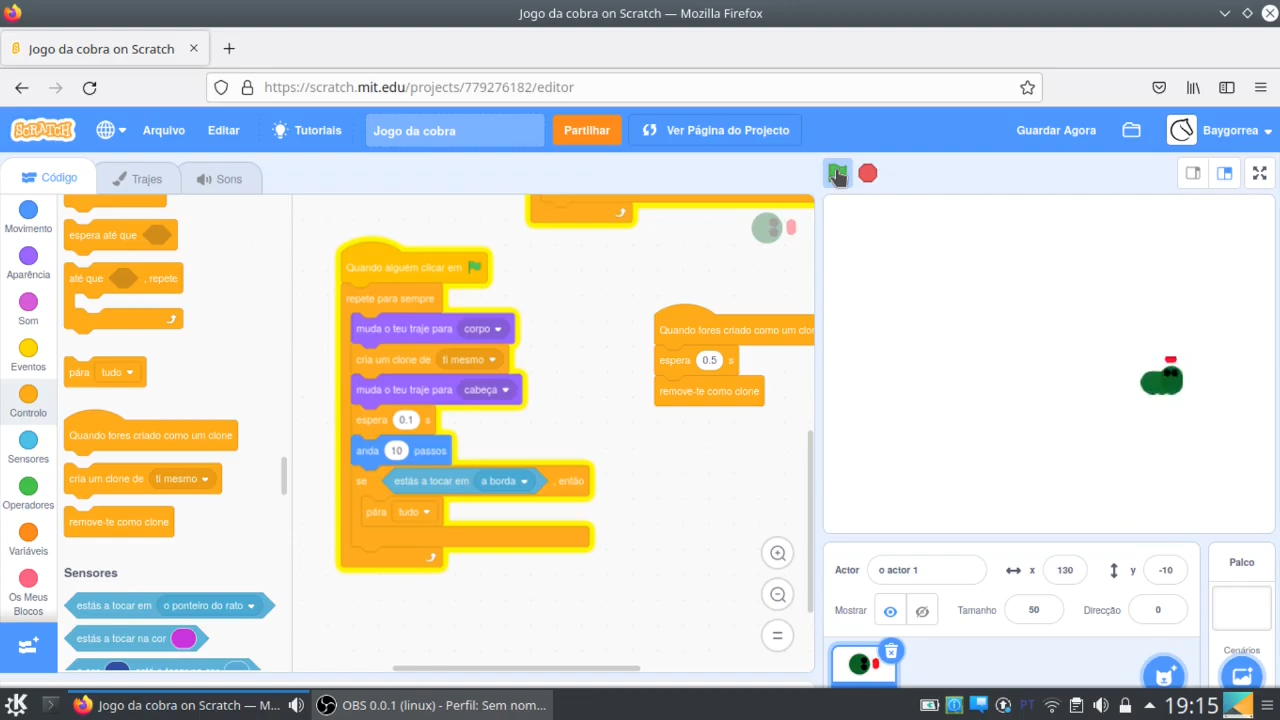 Jogo da cobra on Scratch — Mozilla Firefox
Jogo da cobra on Scratch
https://scratch.mit.edu/projects/779276182/editor
SCRATCH
Arquivo
Editar
Tutoriais
Jogo da cobra
Partilhar
Ver Página do Projecto
Guardar Agora
Baygorrea
Código
Trajes
Sons
Movimento
Aparência
Som
Eventos
Controlo
Sensores
Operadores
Variáveis
Os Meus
Blocos
espera até que
até que , repete
pára tudo
Quando fores criado como um clone
cria um clone de ti mesmo
remove-te como clone
Sensores
estás a tocar em o ponteiro do rato
estás a tocar na cor
Quando alguém clicar em
repete para sempre
muda o teu traje para corpo
cria um clone de ti mesmo
muda o teu traje para cabeça
espera 0.1 s
anda 10 passos
se estás a tocar em a borda , então
pára tudo
Quando fores criado como um clon
espera 0.5 s
remove-te como clone
Actor o actor 1 x 130 y -10
Mostrar Tamanho 50 Direcção 0
Palco
Cenários
Jogo da cobra on Scratch — M...
OBS 0.0.1 (linux) - Perfil: Sem nom...
PT
19:15